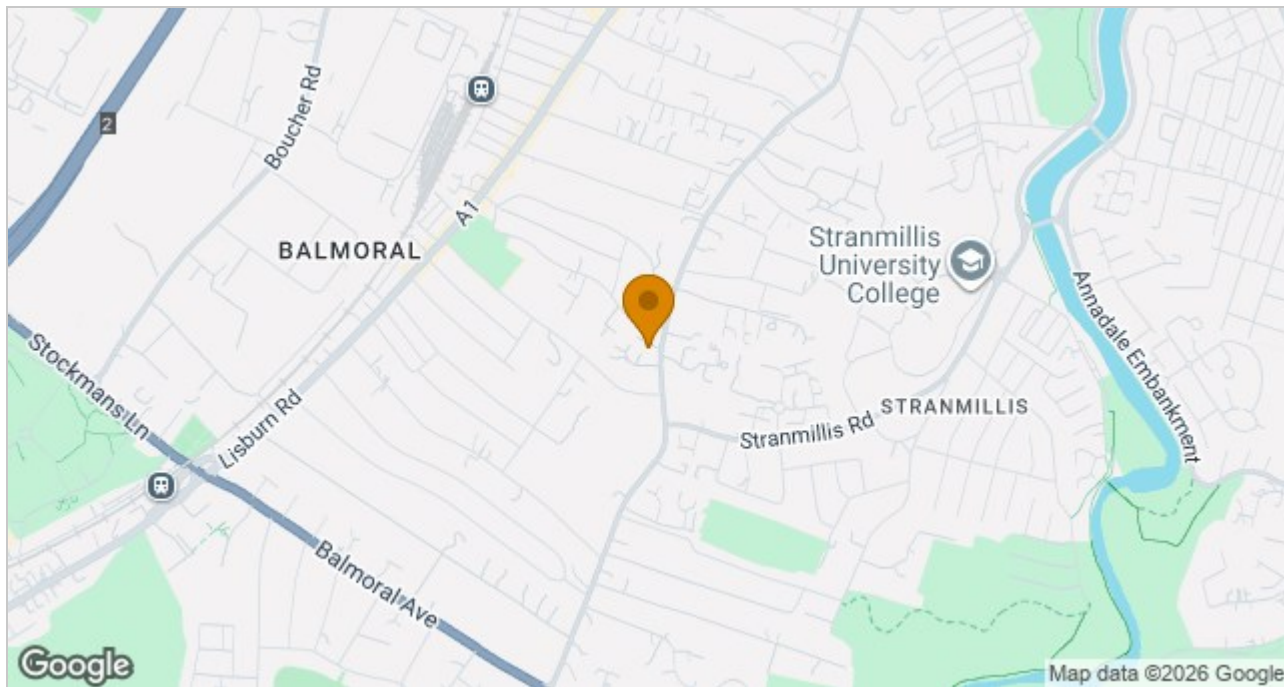 2
Boucher Rd
A1
BALMORAL
Stranmillis
University
College
Annadale Embankment
Stockmans Ln
Lisburn Rd
STRANMILLIS
Stranmillis Rd
Balmoral Ave
Google
Map data ©2026 Google